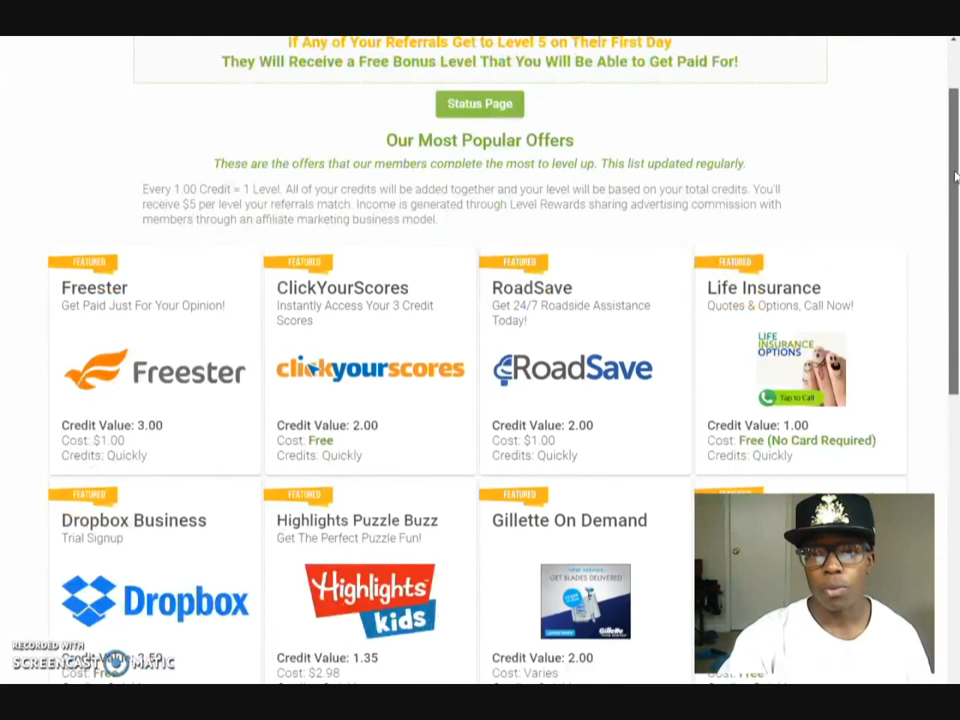 If Any of Your Referrals Get to Level 5 on Their First Day
They Will Receive a Free Bonus Level That You Will Be Able to Get Paid For!
Status Page
Our Most Popular Offers
These are the offers that our members complete the most to level up. This list updated regularly.
Every 1.00 Credit = 1 Level. All of your credits will be added together and your level will be based on your total credits. You'll
receive $5 per level your referrals match. Income is generated through Level Rewards sharing advertising commission with
members through an affiliate marketing business model.
FEATURED
Freester
Get Paid Just For Your Opinion!
Freester
Credit Value: 3.00
Cost: $1.00
Credits: Quickly
FEATURED
ClickYourScores
Instantly Access Your 3 Credit
Scores
clickyourscores
Credit Value: 2.00
Cost: Free
Credits: Quickly
FEATURED
RoadSave
Get 24/7 Roadside Assistance
Today!
RoadSave
Credit Value: 2.00
Cost: $1.00
Credits: Quickly
FEATURED
Life Insurance
Quotes & Options, Call Now!
LIFE
INSURANCE
OPTIONS
Tap to Call
Credit Value: 1.00
Cost: Free (No Card Required)
Credits: Quickly
FEATURED
Dropbox Business
Trial Signup
Dropbox
Cost: Free
FEATURED
Highlights Puzzle Buzz
Get The Perfect Puzzle Fun!
Highlights
kids
Credit Value: 1.35
Cost: $2.98
FEATURED
Gillette On Demand
GET BLADES DELIVERED
Gillette
Credit Value: 2.00
Cost: Varies
RECORDED WITH
SCREENCAST MATIC